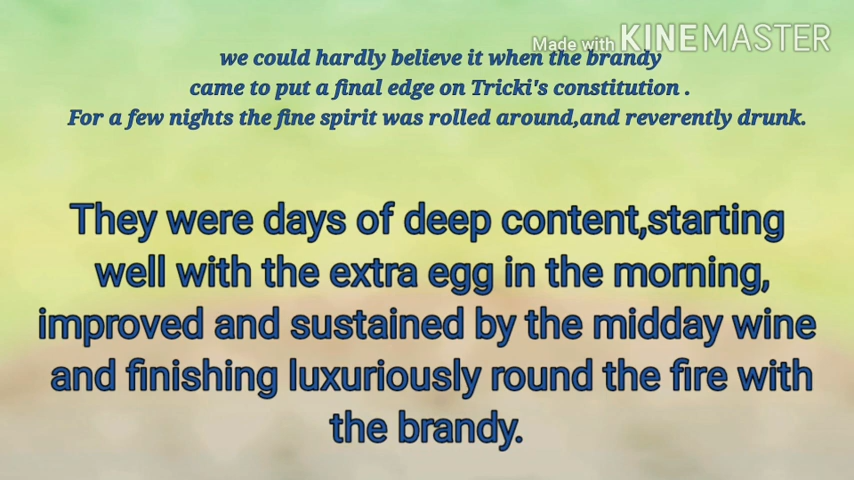 Made with KINEMASTER
we could hardly believe it when the brandy
came to put a final edge on Tricki's constitution .
For a few nights the fine spirit was rolled around,and reverently drunk.
They were days of deep content,starting
well with the extra egg in the morning,
improved and sustained by the midday wine
and finishing luxuriously round the fire with
the brandy.